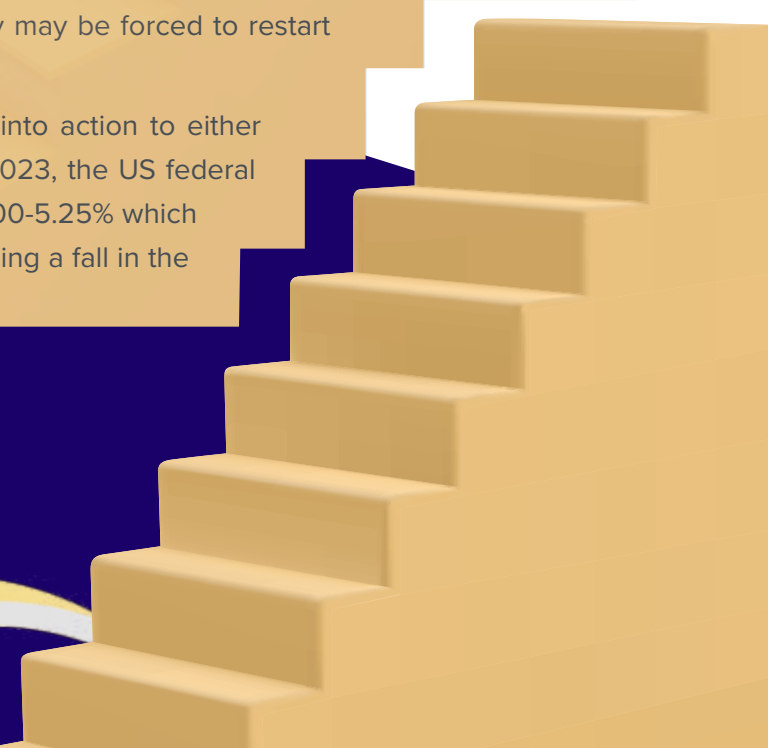 may be forced to restart
into action to either
023, the US federal
00-5.25% which
ing a fall in the